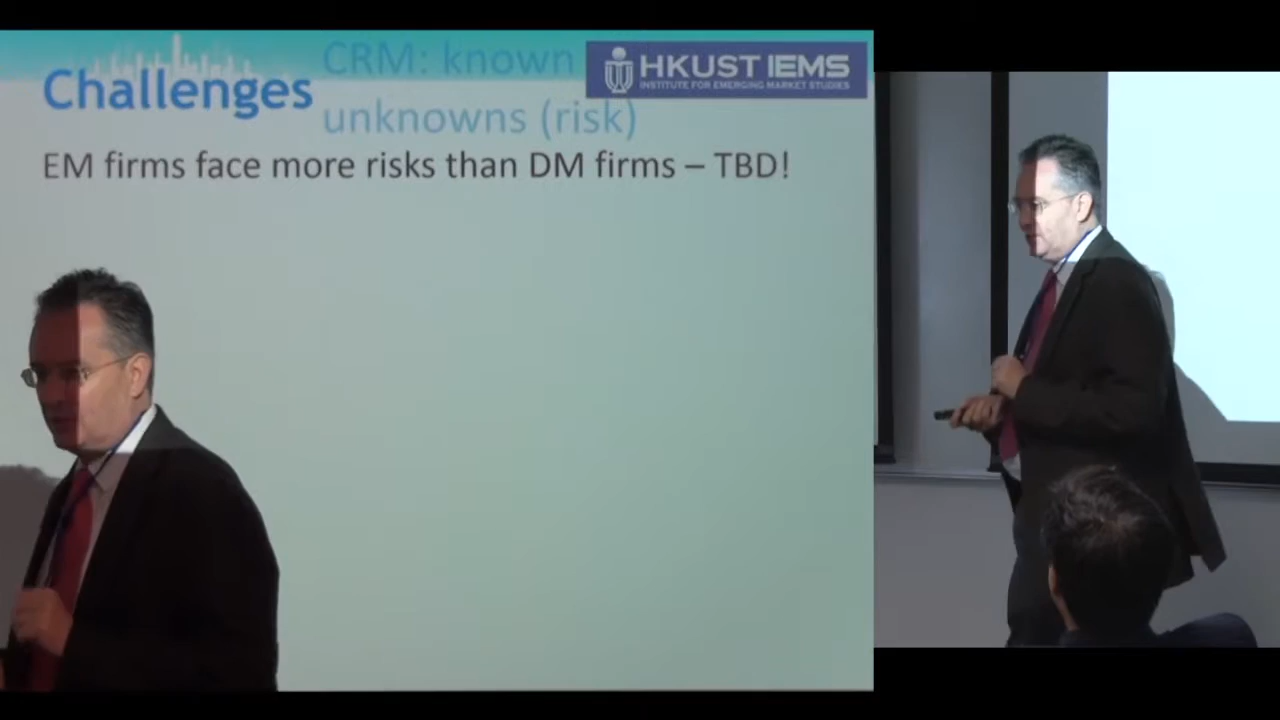 CRM: known
Challenges
unknowns (risk)
HKUST IEMS
INSTITUTE FOR EMERGING MARKET STUDIES
EM firms face more risks than DM firms – TBD!